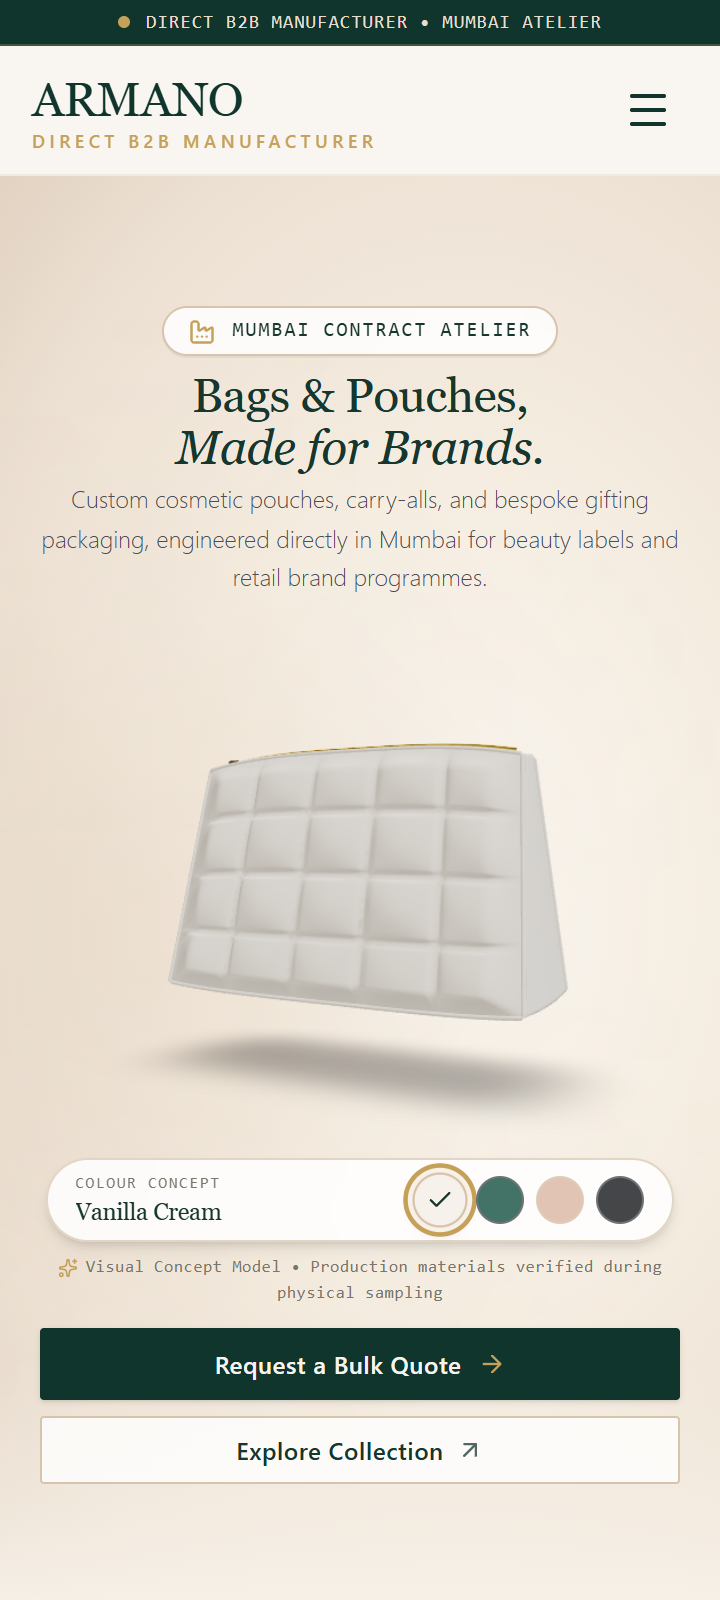 DIRECT B2B MANUFACTURER • MUMBAI ATELIER
ARMANO
DIRECT B2B MANUFACTURER
MUMBAI CONTRACT ATELIER
Bags & Pouches,
Made for Brands.
Custom cosmetic pouches, carry-alls, and bespoke gifting
packaging, engineered directly in Mumbai for beauty labels and
retail brand programmes.
COLOUR CONCEPT
Vanilla Cream
Visual Concept Model • Production materials verified during
physical sampling
Request a Bulk Quote →
Explore Collection ↗